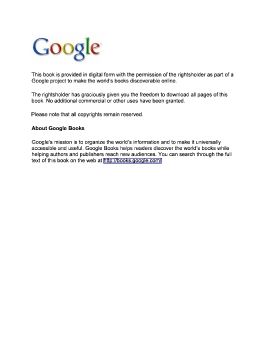 Google
This book is provided in digital form with the permission of the rightsholder as part of a
Google project to make the world's books discoverable online.
The rightsholder has graciously given you the freedom to download all pages of this
book. No additional commercial or other uses have been granted.
Please note that all copyrights remain reserved.
About Google Books
Google's mission is to organize the world's information and to make it universally
accessible and useful. Google Books helps readers discover the world's books while
helping authors and publishers reach new audiences. You can search through the full
text of this book on the web at http://books.google.com/